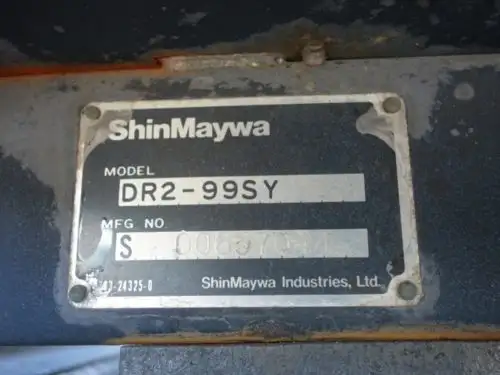 ShinMaywa
MODEL
DR2-99SY
MFG NO.
S
ShinMaywa Industries, Ltd.